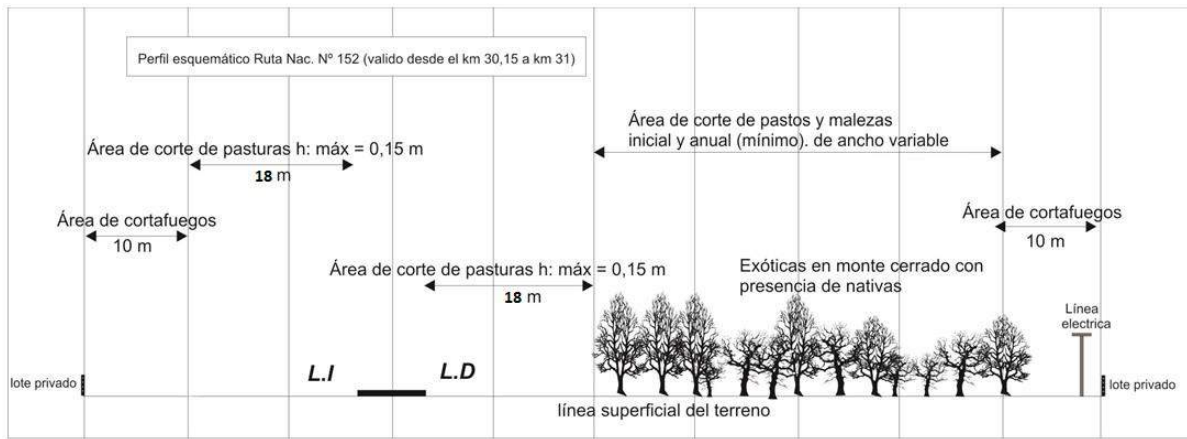 Perfil esquemático Ruta Nac. Nº 152 (valido desde el km 30,15 a km 31)
Área de corte de pastos y malezas
inicial y anual (mínimo). de ancho variable
Área de corte de pasturas h: máx = 0,15 m
18 m
Área de cortafuegos
10 m
Área de cortafuegos
10 m
Área de corte de pasturas h: máx = 0,15 m
18 m
Exóticas en monte cerrado con
presencia de nativas
Línea
electrica
lote privado
L.I
L.D
lote privado
línea superficial del terreno